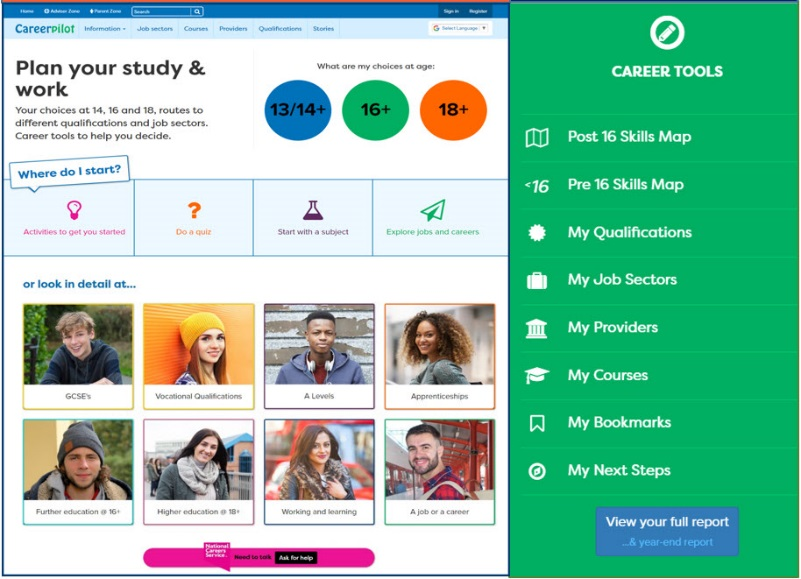 Home Adviser Zone Parent Zone Search Sign in Register
Careerpilot Information Job sectors Courses Providers Qualifications Stories Select Language
Plan your study &
work
Your choices at 14, 16 and 18, routes to
different qualifications and job sectors.
Career tools to help you decide.
What are my choices at age:
13/14+ 16+ 18+
Where do I start?
Activities to get you started Do a quiz Start with a subject Explore jobs and careers
or look in detail at...
GCSE's Vocational Qualifications A Levels Apprenticeships
Further education @ 16+ Higher education @ 18+ Working and learning A job or a career
National
Careers
Service
Need to talk Ask for help
CAREER TOOLS
Post 16 Skills Map
<16 Pre 16 Skills Map
My Qualifications
My Job Sectors
My Providers
My Courses
My Bookmarks
My Next Steps
View your full report
...& year-end report